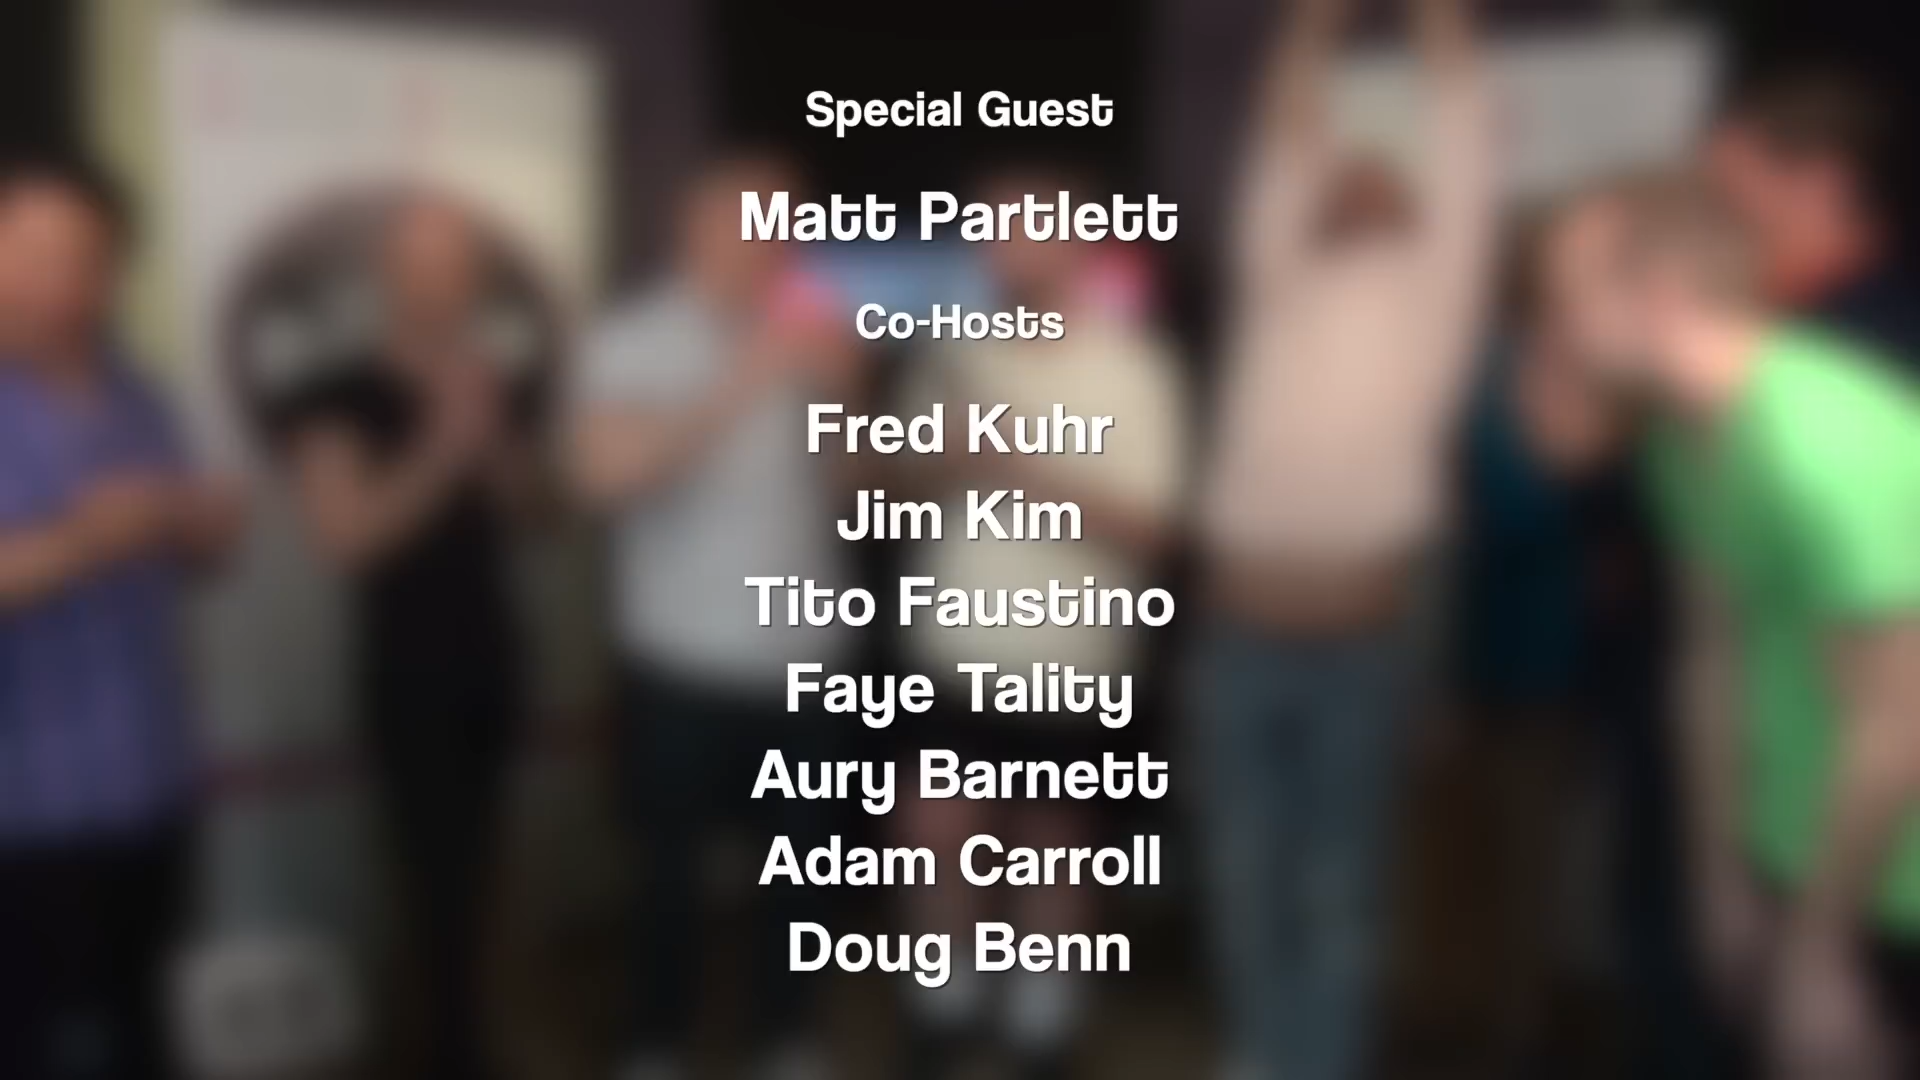 Special Guest
Matt Partlett
Co-Hosts
Fred Kuhr
Jim Kim
Tito Faustino
Faye Tality
Aury Barnett
Adam Carroll
Doug Benn